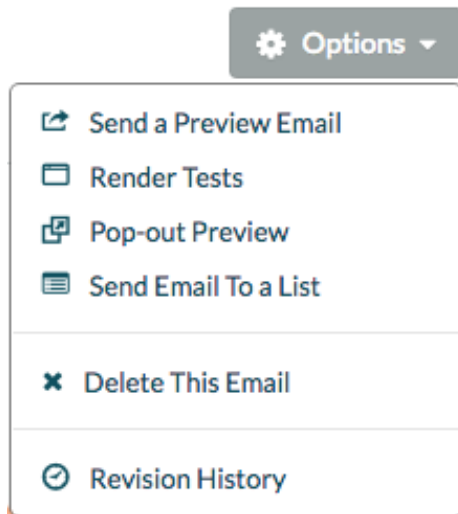 Options
Send a Preview Email
Render Tests
Pop-out Preview
Send Email To a List
Delete This Email
Revision History